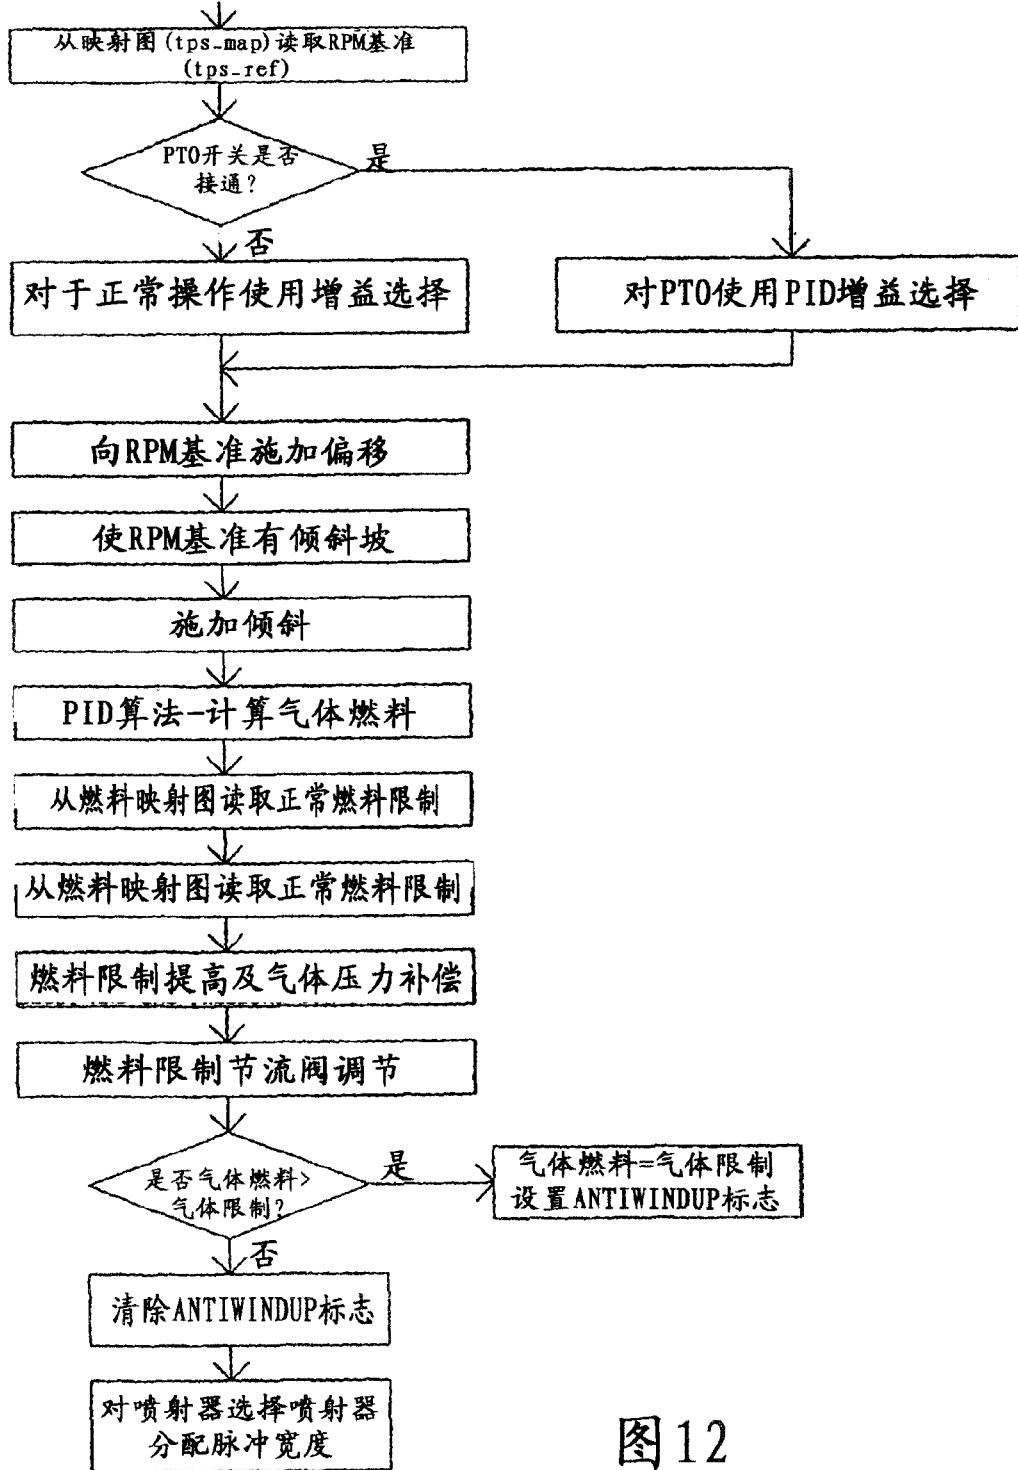 从映射图(tps_map)读取RPM基准
(tps_ref)
PTO开关是否
接通?
是
否
对于正常操作使用增益选择
对PTO使用PID增益选择
向RPM基准施加偏移
使RPM基准有倾斜坡
施加倾斜
PID算法-计算气体燃料
从燃料映射图读取正常燃料限制
从燃料映射图读取正常燃料限制
燃料限制提高及气体压力补偿
燃料限制节流阀调节
是否气体燃料>
气体限制?
是
气体燃料=气体限制
设置ANTIWINDUP标志
否
清除ANTIWINDUP标志
对喷射器选择喷射器
分配脉冲宽度
图12